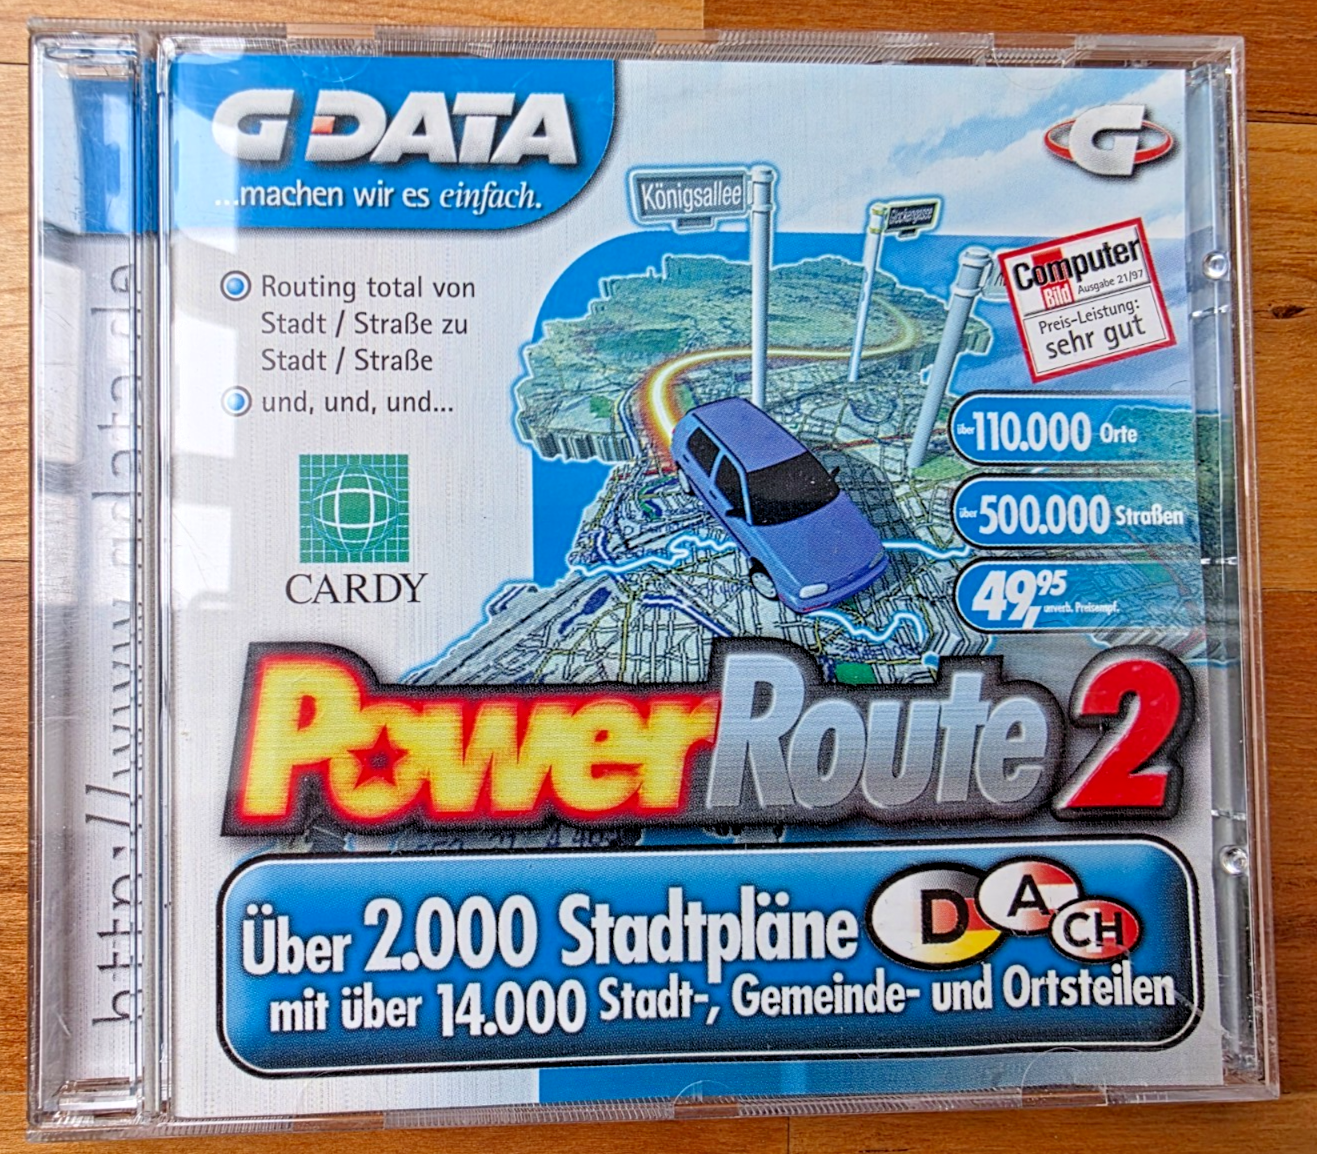 G DATA
...machen wir es einfach.
G
Königsallee
Glockengasse
Computer
Bild Ausgabe 21/97
Preis-Leistung:
sehr gut
Routing total von
Stadt / Straße zu
Stadt / Straße
und, und, und...
CARDY
über 110.000 Orte
über 500.000 Straßen
49,95 unverb. Preisempf.
PowerRoute 2
Über 2.000 Stadtpläne D A CH
mit über 14.000 Stadt-, Gemeinde- und Ortsteilen
http://www.gdata.de